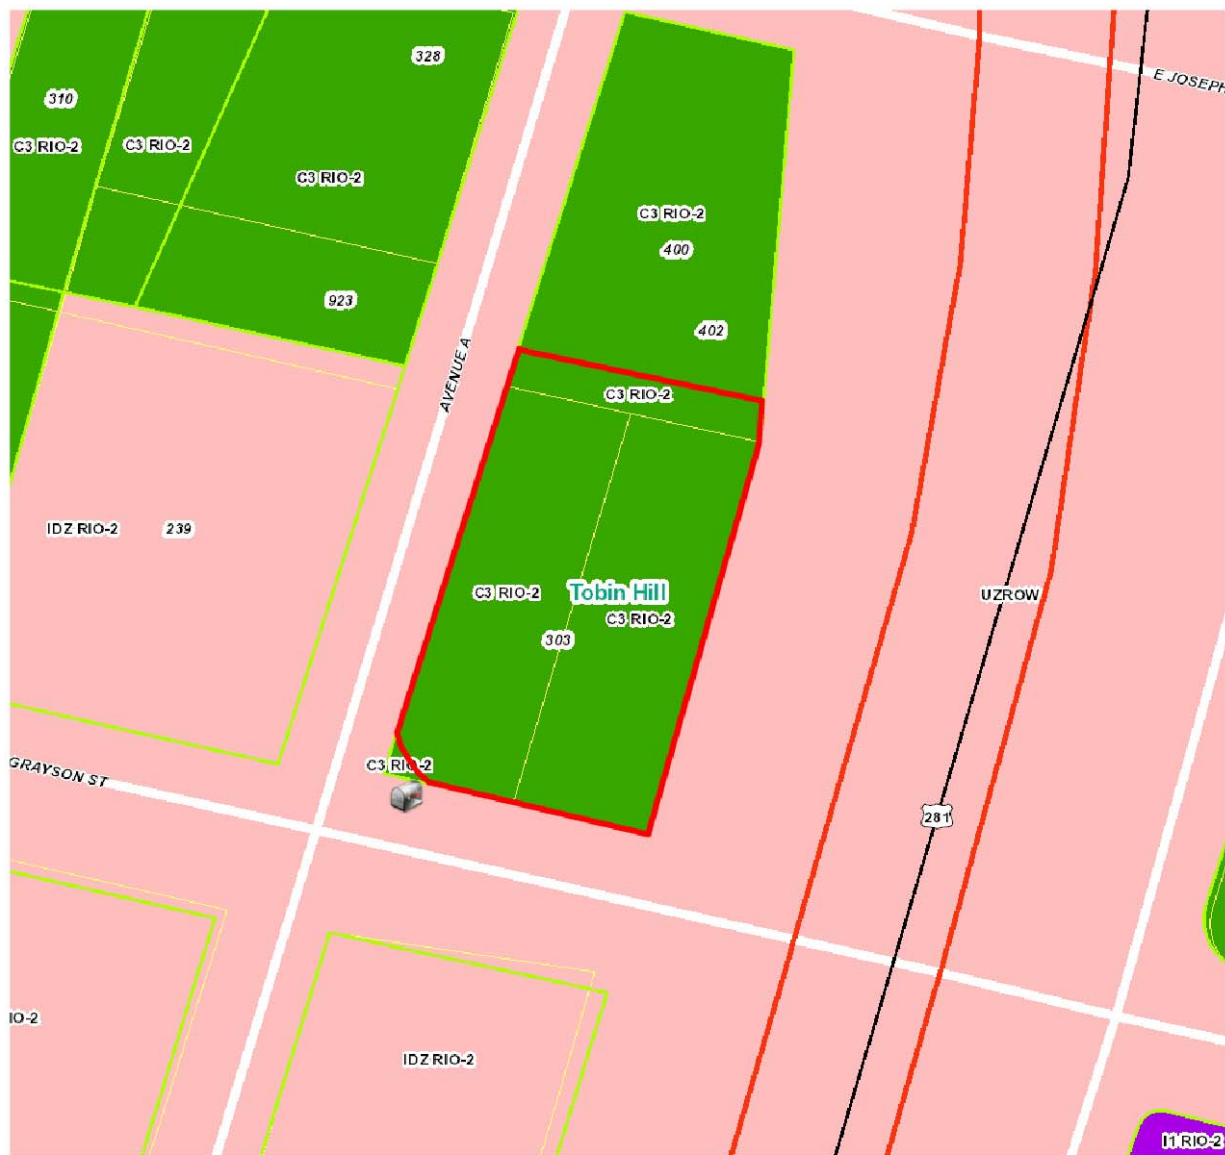 328
E JOSEPH
310
C3 RIO-2
C3 RIO-2
C3 RIO-2
C3 RIO-2
400
923
402
AVENUE A
C3 RIO-2
IDZ RIO-2
239
C3 RIO-2
Tobin Hill
C3 RIO-2
UZROW
303
C3 RIO-2
GRAYSON ST
281
IO-2
IDZ RIO-2
I1 RIO-2